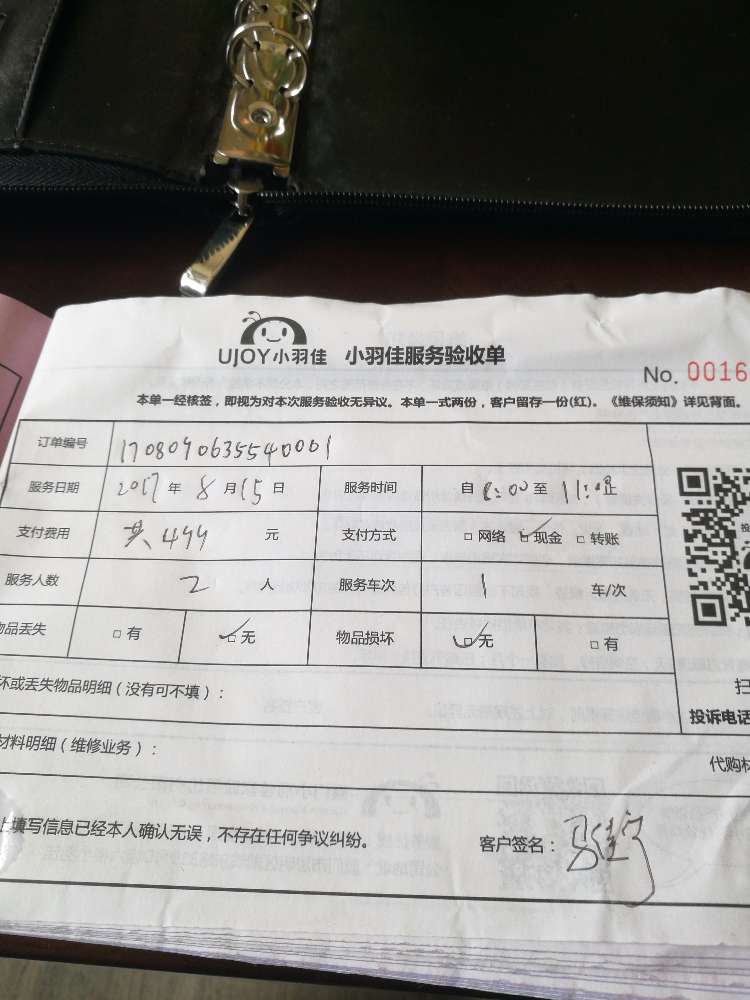 UJOY小羽佳 小羽佳服务验收单
No. 0016
本单一经核签，即视为对本次服务验收无异议。本单一式两份，客户留存一份(红)。《维保须知》详见背面。
订单编号 1708090635540001
服务日期 2017 年 8 月 15 日 服务时间 自 8:00 至 11:00 止
支付费用 共499 元 支付方式 □ 网络 □ 现金 □ 转账
服务人数 2 人 服务车次 1 车/次
物品丢失 □ 有 □ 无 物品损坏 □ 无 □ 有
坏或丢失物品明细（没有可不填）：
扫
投诉电话
材料明细（维修业务）：
代购材
上填写信息已经本人确认无误，不存在任何争议纠纷。 客户签名：